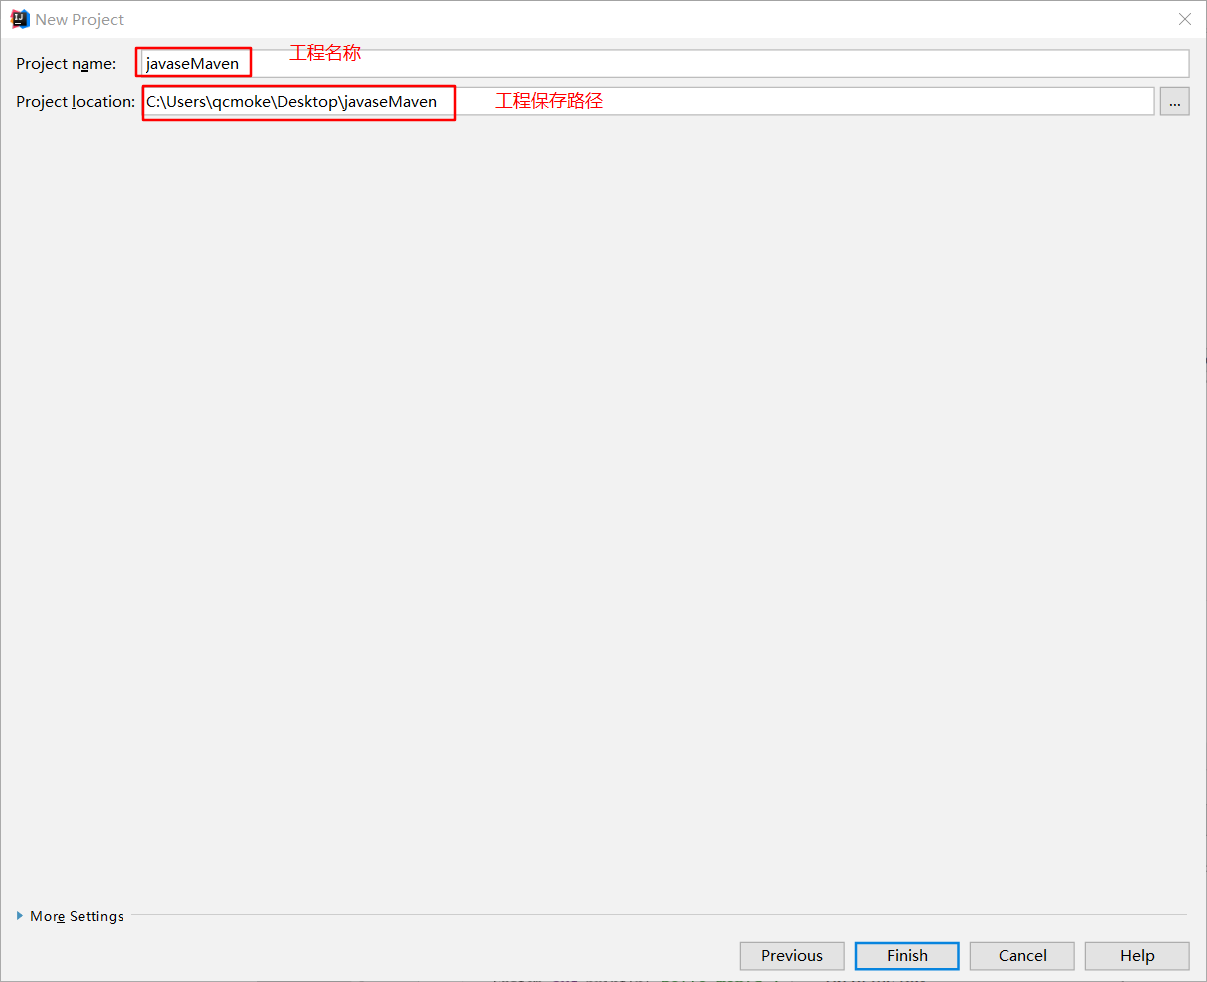 New Project
Project name: javaseMaven 工程名称
Project location: C:\Users\qcmoke\Desktop\javaseMaven 工程保存路径 ...
More Settings
Previous Finish Cancel Help